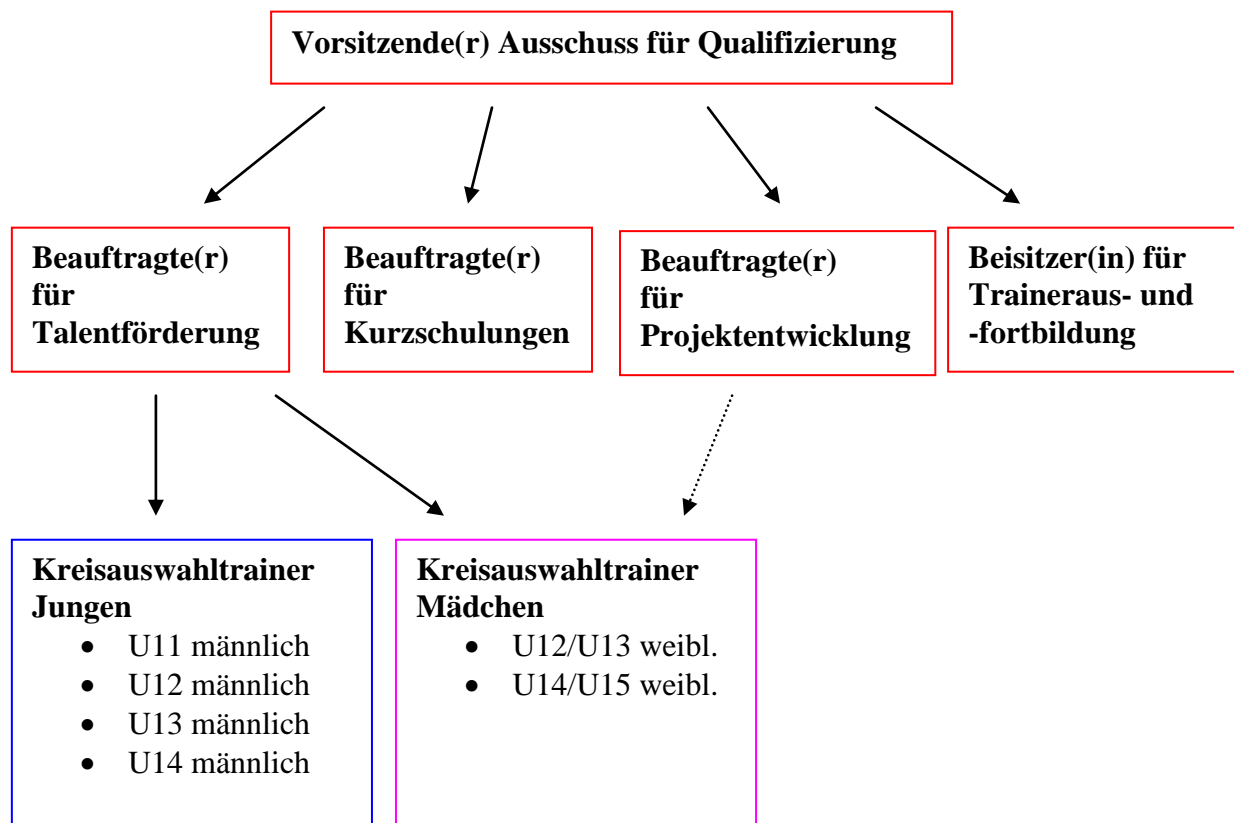 Vorsitzende(r) Ausschuss für Qualifizierung
Beauftragte(r)
für
Talentförderung
Beauftragte(r)
für
Kurzschulungen
Beauftragte(r)
für
Projektentwicklung
Beisitzer(in) für
Traineraus- und
-fortbildung
Kreisauswahltrainer
Jungen
• U11 männlich
• U12 männlich
• U13 männlich
• U14 männlich
Kreisauswahltrainer
Mädchen
• U12/U13 weibl.
• U14/U15 weibl.